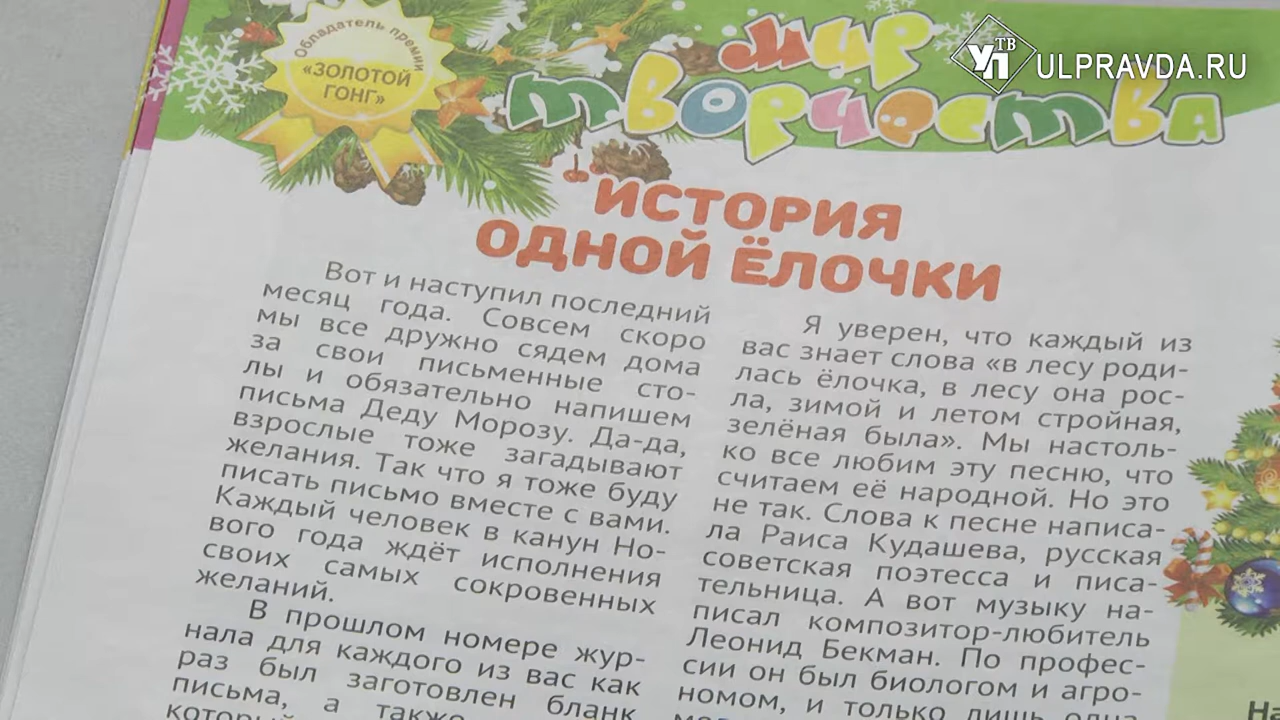 Обладатель премии
«ЗОЛОТОЙ
ГОНГ»
мир
творчества
УП ТВ ULPRAVDA.RU
ИСТОРИЯ
ОДНОЙ ЁЛОЧКИ
Вот и наступил последний
месяц года. Совсем скоро
мы все дружно сядем дома
за свои письменные сто-
лы и обязательно напишем
письма Деду Морозу. Да-да,
взрослые тоже загадывают
желания. Так что я тоже буду
писать письмо вместе с вами.
Каждый человек в канун Но-
вого года ждёт исполнения
своих самых сокровенных
желаний.
В прошлом номере жур-
нала для каждого из вас как
раз был заготовлен бланк
письма, а также
который
Я уверен, что каждый из
вас знает слова «в лесу роди-
лась ёлочка, в лесу она рос-
ла, зимой и летом стройная,
зелёная была». Мы настоль-
ко все любим эту песню, что
считаем её народной. Но это
не так. Слова к песне написа-
ла Раиса Кудашева, русская
советская поэтесса и писа-
тельница. А вот музыку на-
писал композитор-любитель
Леонид Бекман. По профес-
сии он был биологом и агро-
номом, и только лишь одна